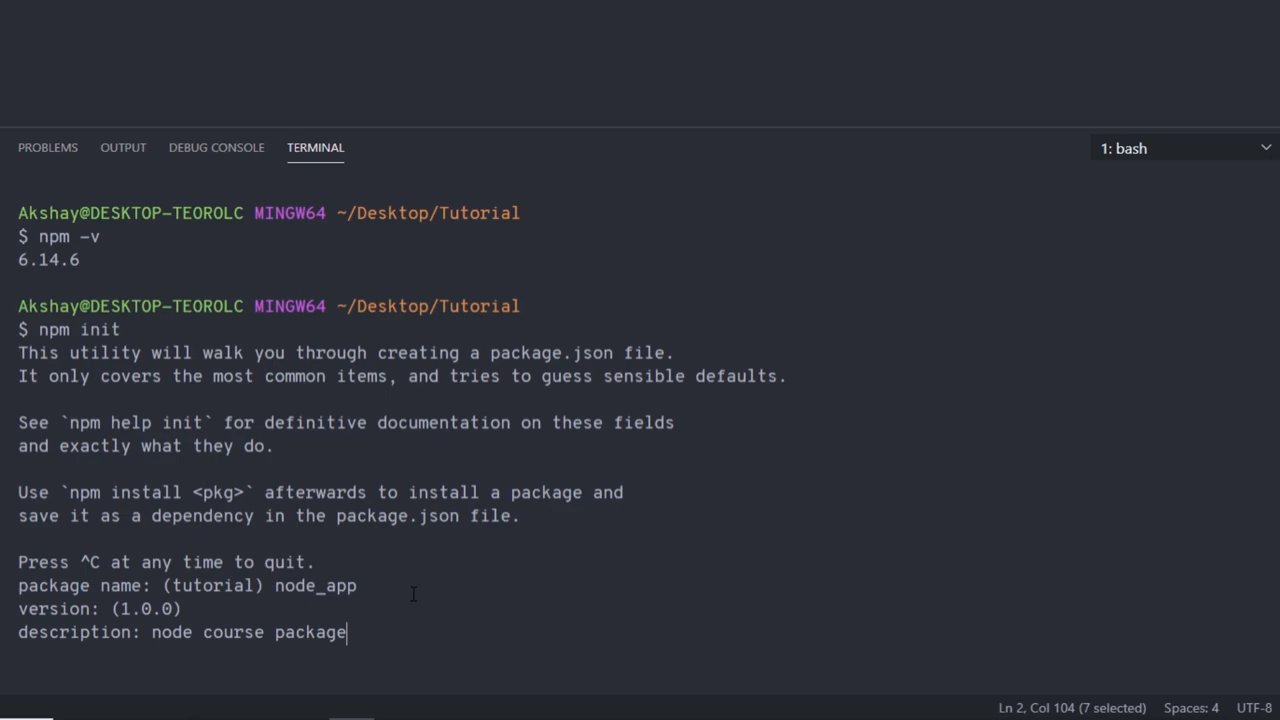 PROBLEMS OUTPUT DEBUG CONSOLE TERMINAL 1: bash
Akshay@DESKTOP-TEOROLC MINGW64 ~/Desktop/Tutorial
$ npm -v
6.14.6
Akshay@DESKTOP-TEOROLC MINGW64 ~/Desktop/Tutorial
$ npm init
This utility will walk you through creating a package.json file.
It only covers the most common items, and tries to guess sensible defaults.
See `npm help init` for definitive documentation on these fields
and exactly what they do.
Use `npm install <pkg>` afterwards to install a package and
save it as a dependency in the package.json file.
Press ^C at any time to quit.
package name: (tutorial) node_app
version: (1.0.0)
description: node course package
Ln 2, Col 104 (7 selected) Spaces: 4 UTF-8